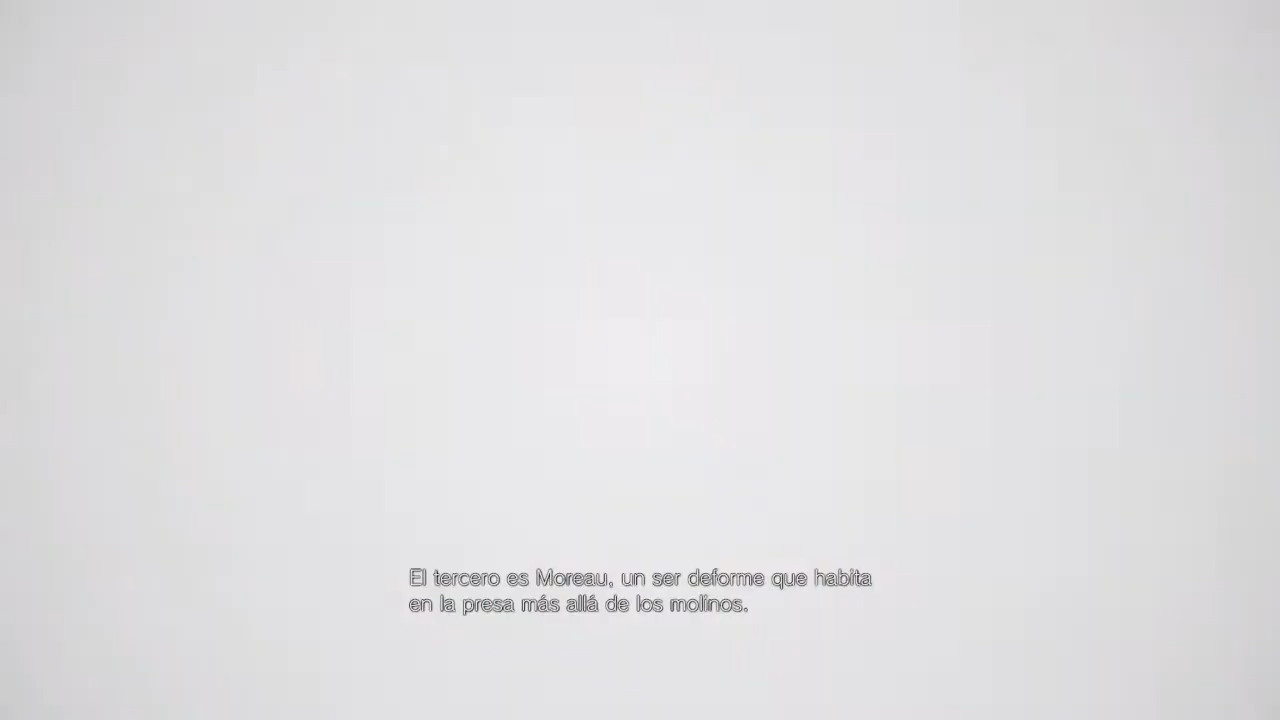 El tercero es Moreau, un ser deforme que habita
en la presa más allá de los molinos.